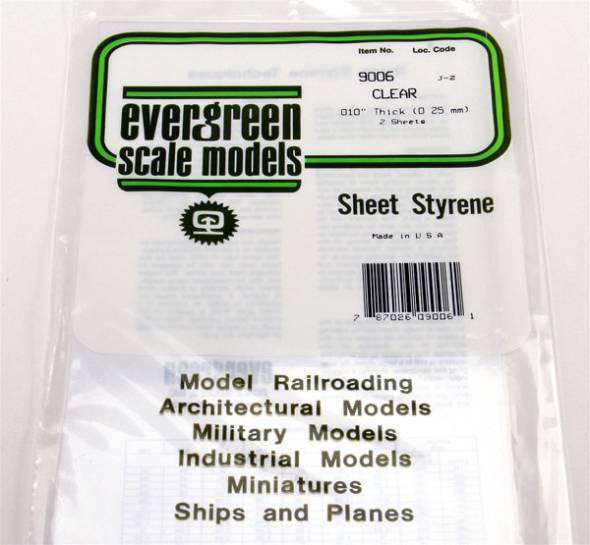 Item No. Loc. Code
9006 J-2
CLEAR
.010" Thick (0.25 mm)
2 Sheets
evergreen
scale models
Sheet Styrene
Made in U S A
7 87026 09006 1
Model Railroading
Architectural Models
Military Models
Industrial Models
Miniatures
Ships and Planes